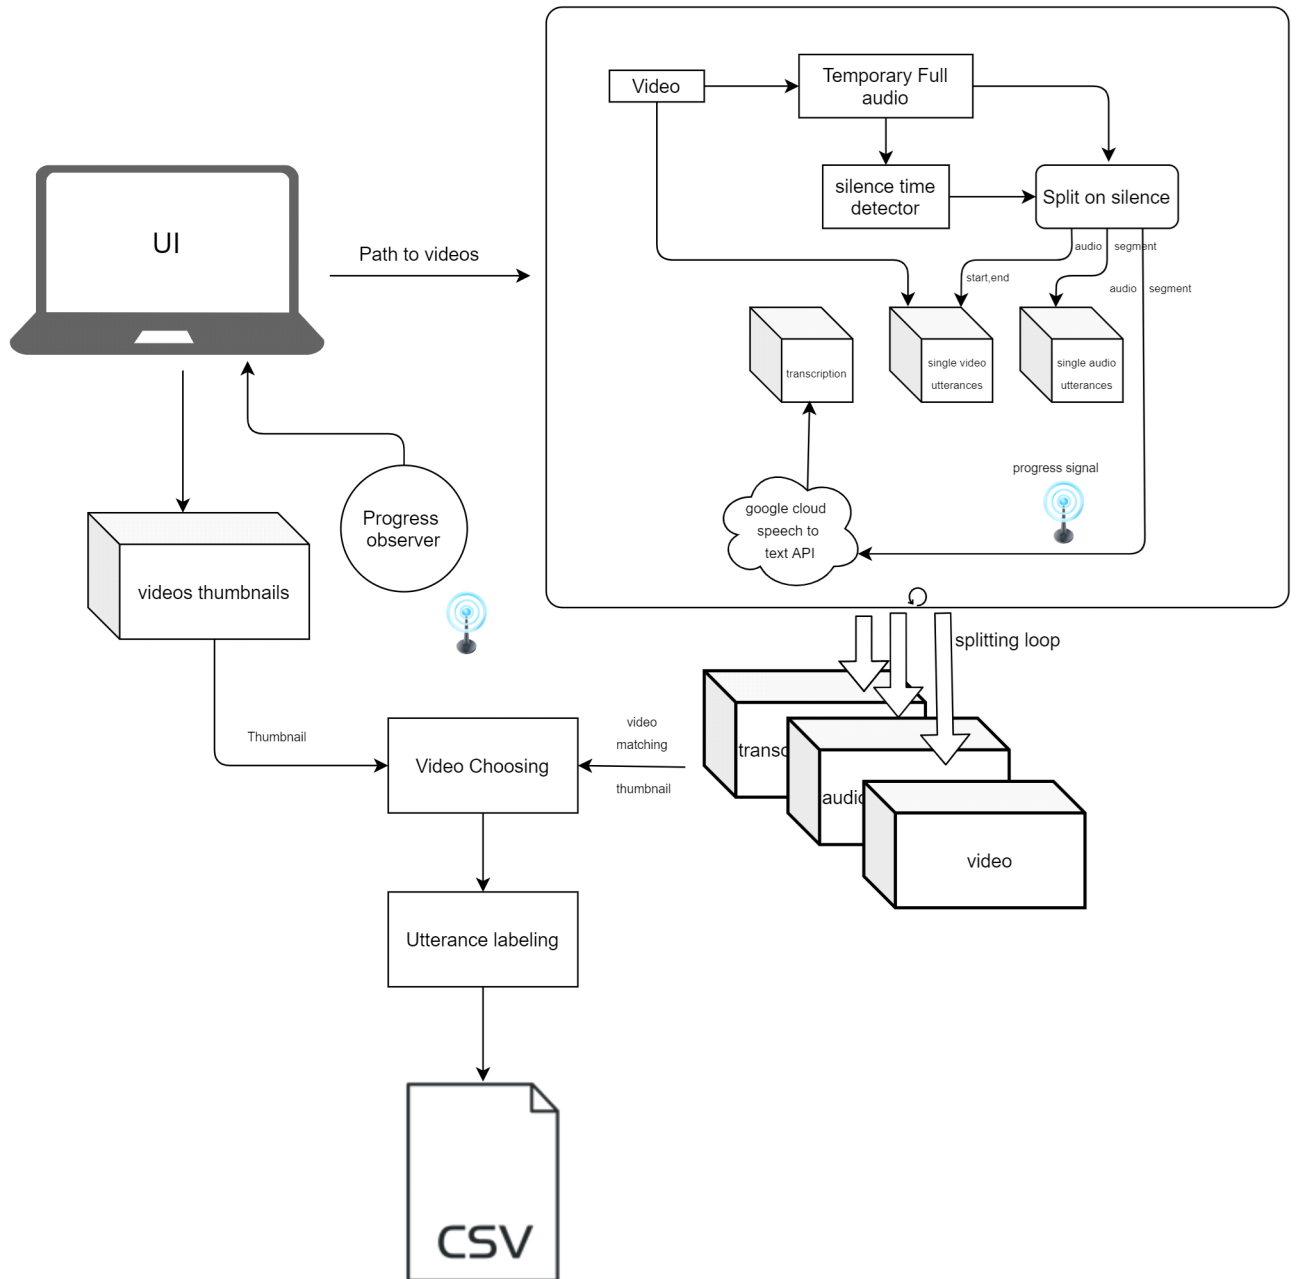 Video
Temporary Full
audio
silence time
detector
Split on silence
audio
segment
start,end
audio
segment
UI
Path to videos
transcription
single video
utterances
single audio
utterances
progress signal
google cloud
speech to
text API
Progress
observer
videos thumbnails
splitting loop
Thumbnail
Video Choosing
video
matching
thumbnail
transc
audio
video
Utterance labeling
CSV